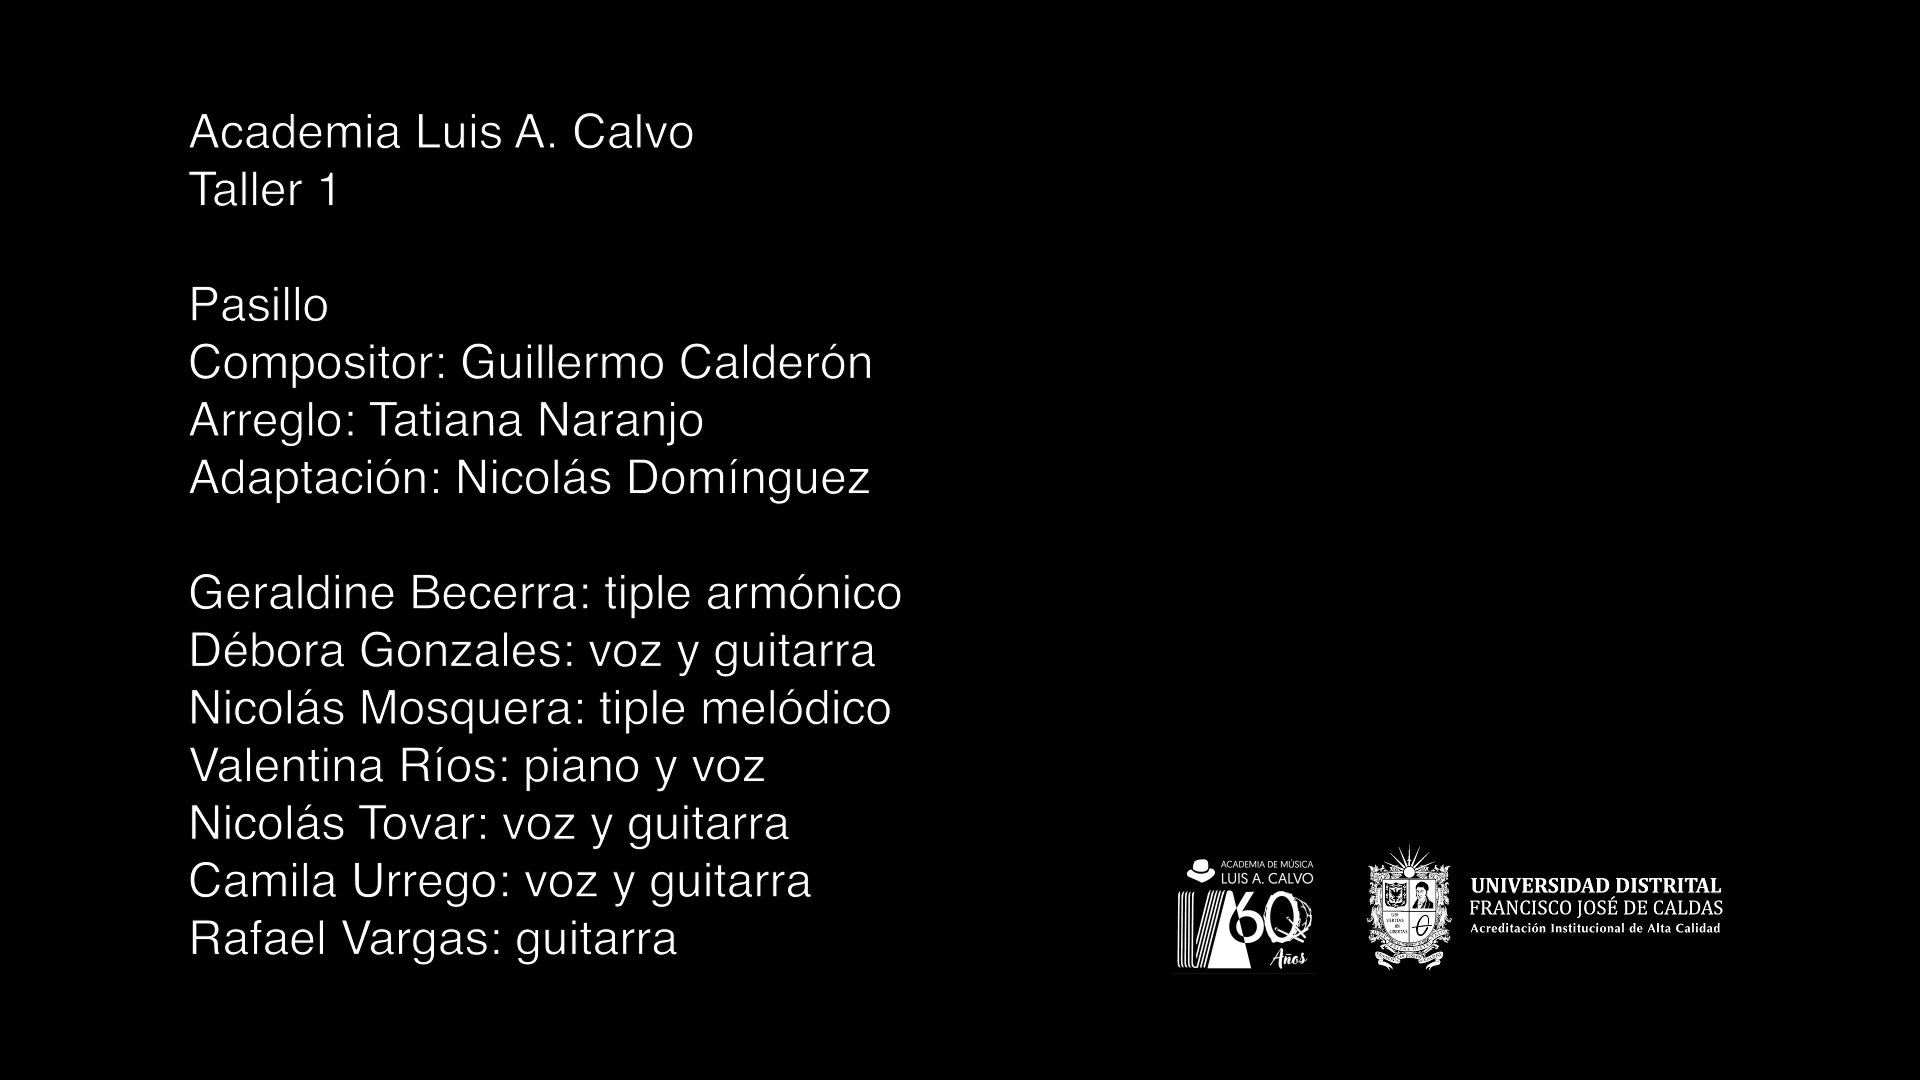 Academia Luis A. Calvo
Taller 1
Pasillo
Compositor: Guillermo Calderón
Arreglo: Tatiana Naranjo
Adaptación: Nicolás Domínguez
Geraldine Becerra: tiple armónico
Débora Gonzales: voz y guitarra
Nicolás Mosquera: tiple melódico
Valentina Ríos: piano y voz
Nicolás Tovar: voz y guitarra
Camila Urrego: voz y guitarra
Rafael Vargas: guitarra
ACADEMIA DE MÚSICA
LUIS A. CALVO
60
Años
UNIVERSIDAD DISTRITAL
FRANCISCO JOSÉ DE CALDAS
Acreditación Institucional de Alta Calidad